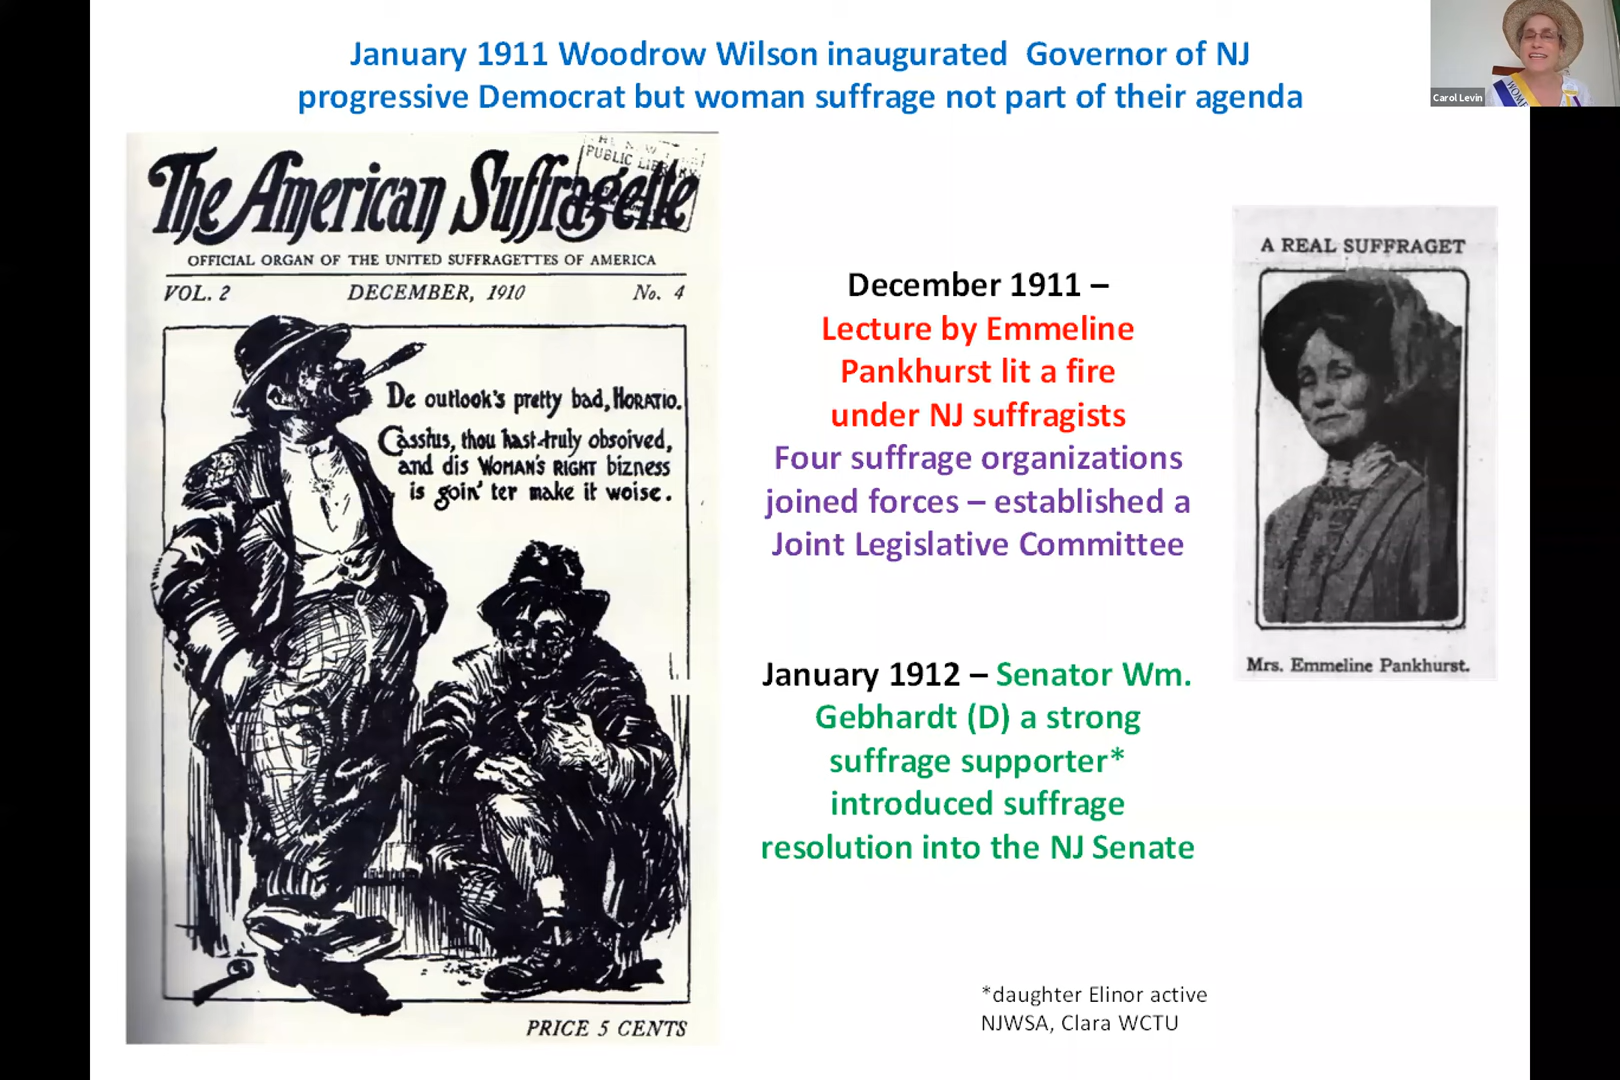 January 1911 Woodrow Wilson inaugurated Governor of NJ
progressive Democrat but woman suffrage not part of their agenda
Carol Levin
PUBLIC LIBRARY
The American Suffragette
OFFICIAL ORGAN OF THE UNITED SUFFRAGETTES OF AMERICA
VOL. 2 DECEMBER, 1910 No. 4
De outlook's pretty bad, HORATIO.
Cassius, thou hast truly obsoived,
and dis WOMAN'S RIGHT bizness
is goin' ter make it woise.
PRICE 5 CENTS
December 1911 –
Lecture by Emmeline
Pankhurst lit a fire
under NJ suffragists
Four suffrage organizations
joined forces – established a
Joint Legislative Committee
January 1912 – Senator Wm.
Gebhardt (D) a strong
suffrage supporter*
introduced suffrage
resolution into the NJ Senate
*daughter Elinor active
NJWSA, Clara WCTU
A REAL SUFFRAGET
Mrs. Emmeline Pankhurst.